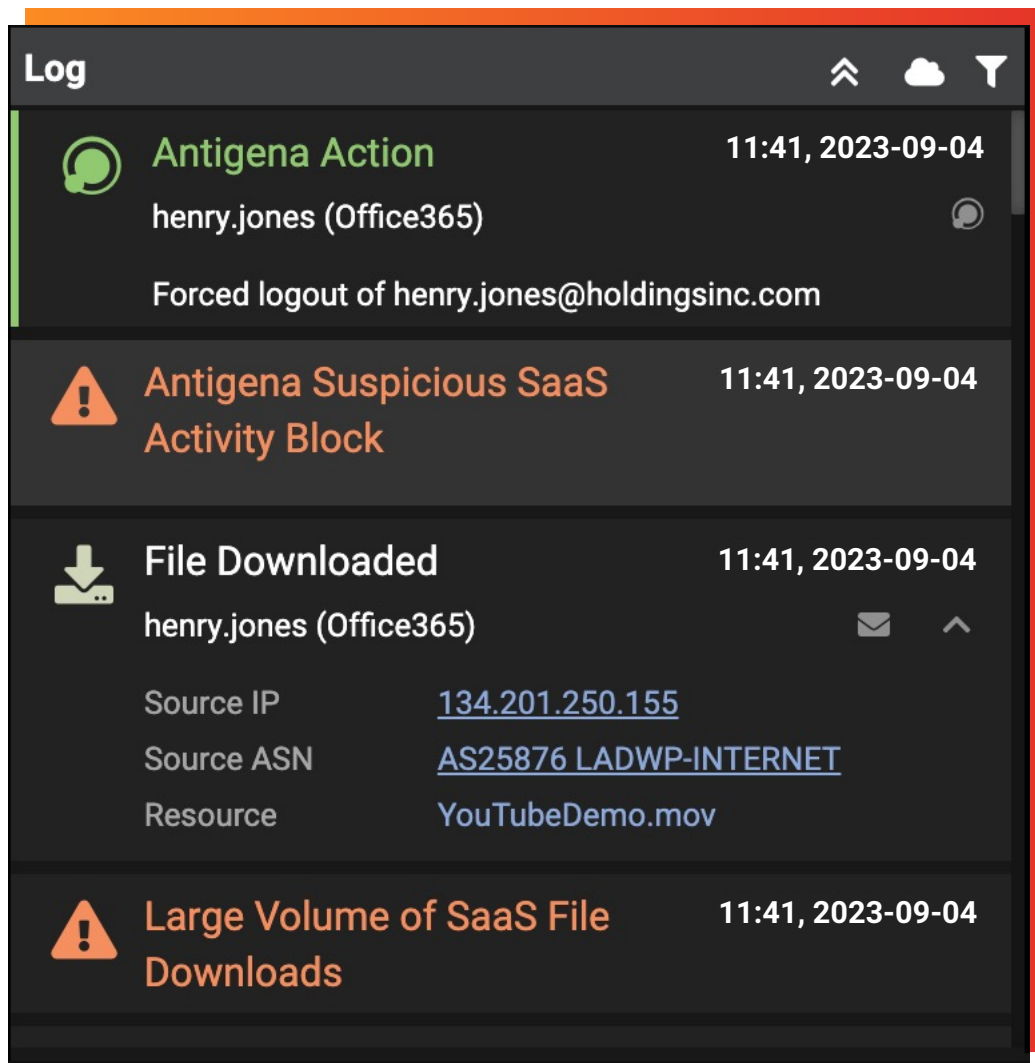 Log
Antigena Action 11:41, 2023-09-04
henry.jones (Office365)
Forced logout of henry.jones@holdingsinc.com
Antigena Suspicious SaaS 11:41, 2023-09-04
Activity Block
File Downloaded 11:41, 2023-09-04
henry.jones (Office365)
Source IP 134.201.250.155
Source ASN AS25876 LADWP-INTERNET
Resource YouTubeDemo.mov
Large Volume of SaaS File 11:41, 2023-09-04
Downloads